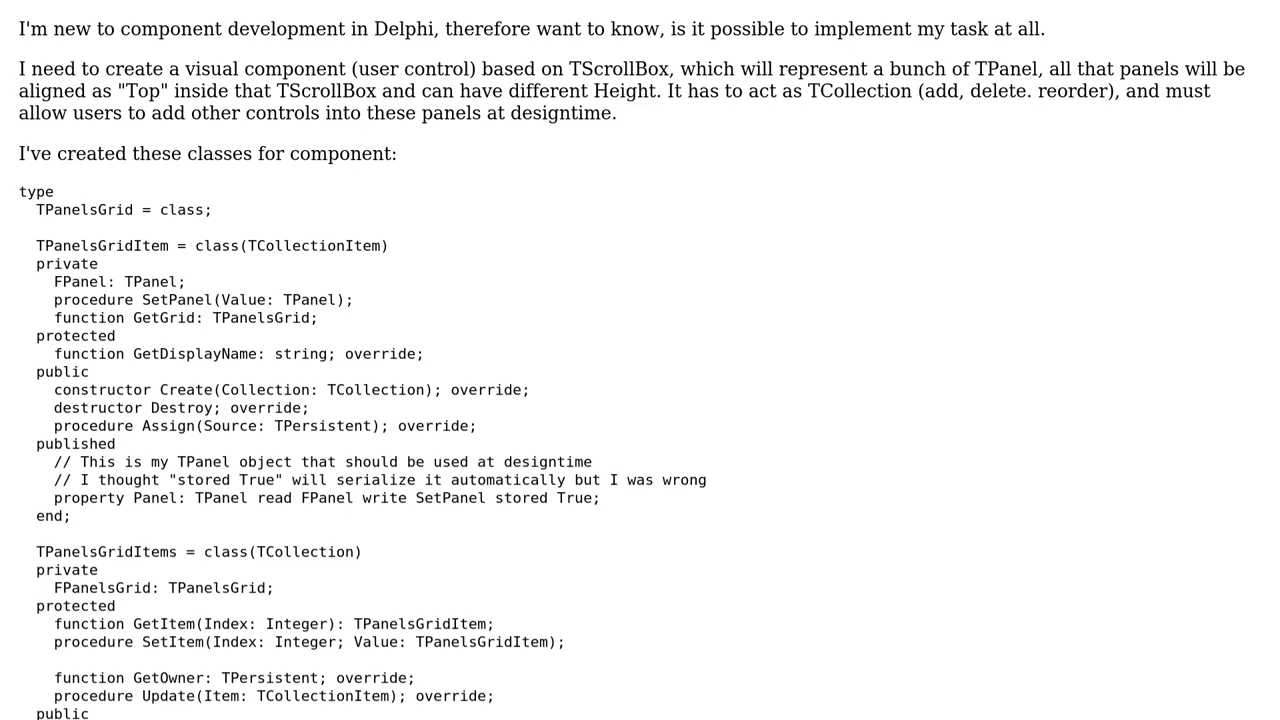 I'm new to component development in Delphi, therefore want to know, is it possible to implement my task at all.
I need to create a visual component (user control) based on TScrollBox, which will represent a bunch of TPanel, all that panels will be
aligned as "Top" inside that TScrollBox and can have different Height. It has to act as TCollection (add, delete. reorder), and must
allow users to add other controls into these panels at designtime.
I've created these classes for component:
type
  TPanelsGrid = class;

  TPanelsGridItem = class(TCollectionItem)
  private
    FPanel: TPanel;
    procedure SetPanel(Value: TPanel);
    function GetGrid: TPanelsGrid;
  protected
    function GetDisplayName: string; override;
  public
    constructor Create(Collection: TCollection); override;
    destructor Destroy; override;
    procedure Assign(Source: TPersistent); override;
  published
    // This is my TPanel object that should be used at designtime
    // I thought "stored True" will serialize it automatically but I was wrong
    property Panel: TPanel read FPanel write SetPanel stored True;
  end;

  TPanelsGridItems = class(TCollection)
  private
    FPanelsGrid: TPanelsGrid;
  protected
    function GetItem(Index: Integer): TPanelsGridItem;
    procedure SetItem(Index: Integer; Value: TPanelsGridItem);

    function GetOwner: TPersistent; override;
    procedure Update(Item: TCollectionItem); override;
  public